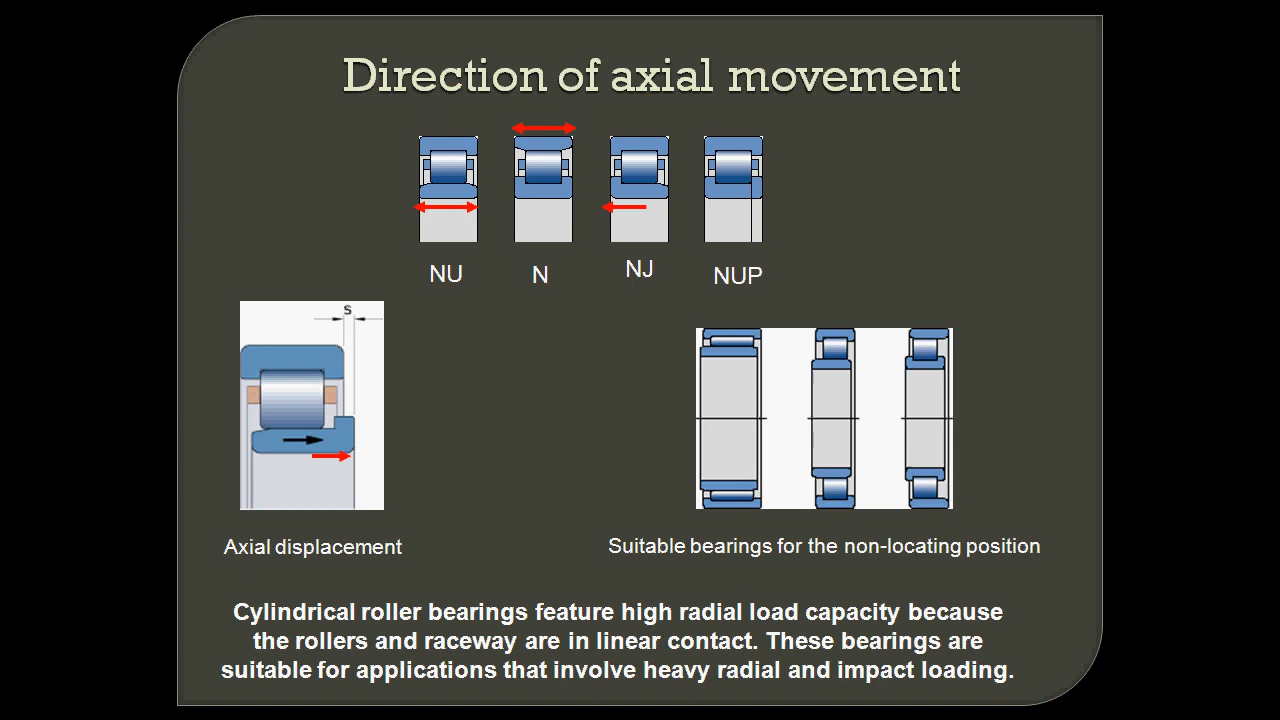 Direction of axial movement
NU
N
NJ
NUP
S
Axial displacement
Suitable bearings for the non-locating position
Cylindrical roller bearings feature high radial load capacity because
the rollers and raceway are in linear contact. These bearings are
suitable for applications that involve heavy radial and impact loading.